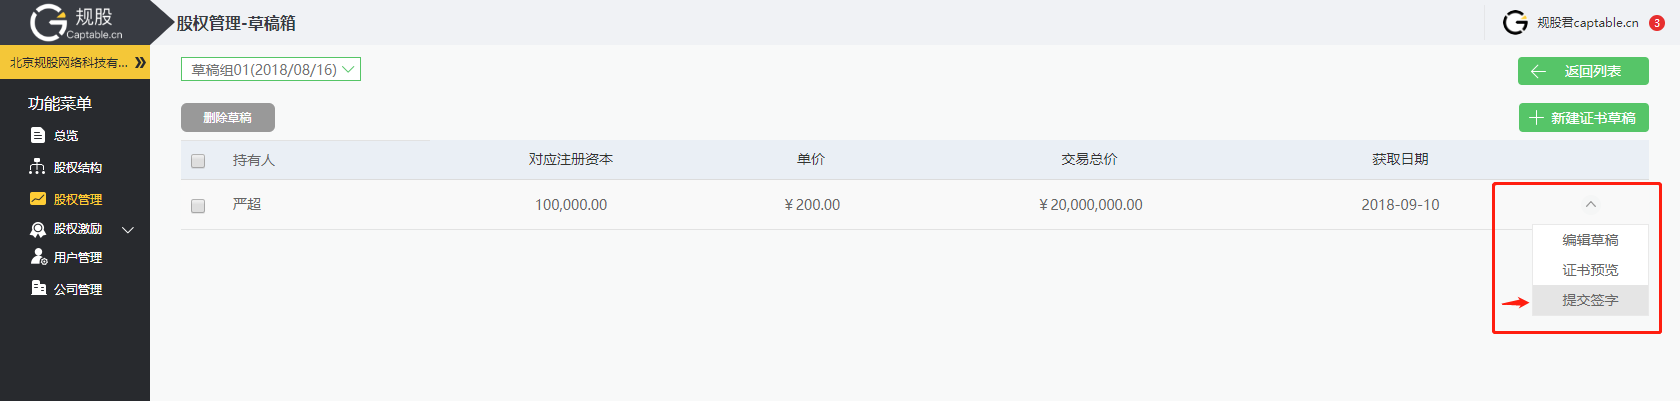 规股
Captable.cn
股权管理-草稿箱
规股君captable.cn
3
北京规股网络科技有...
草稿组01(2018/08/16)
返回列表
功能菜单
删除草稿
新建证书草稿
总览
股权结构
股权管理
股权激励
用户管理
公司管理
持有人 对应注册资本 单价 交易总价 获取日期
严超 100,000.00 ￥200.00 ￥20,000,000.00 2018-09-10
编辑草稿
证书预览
提交签字